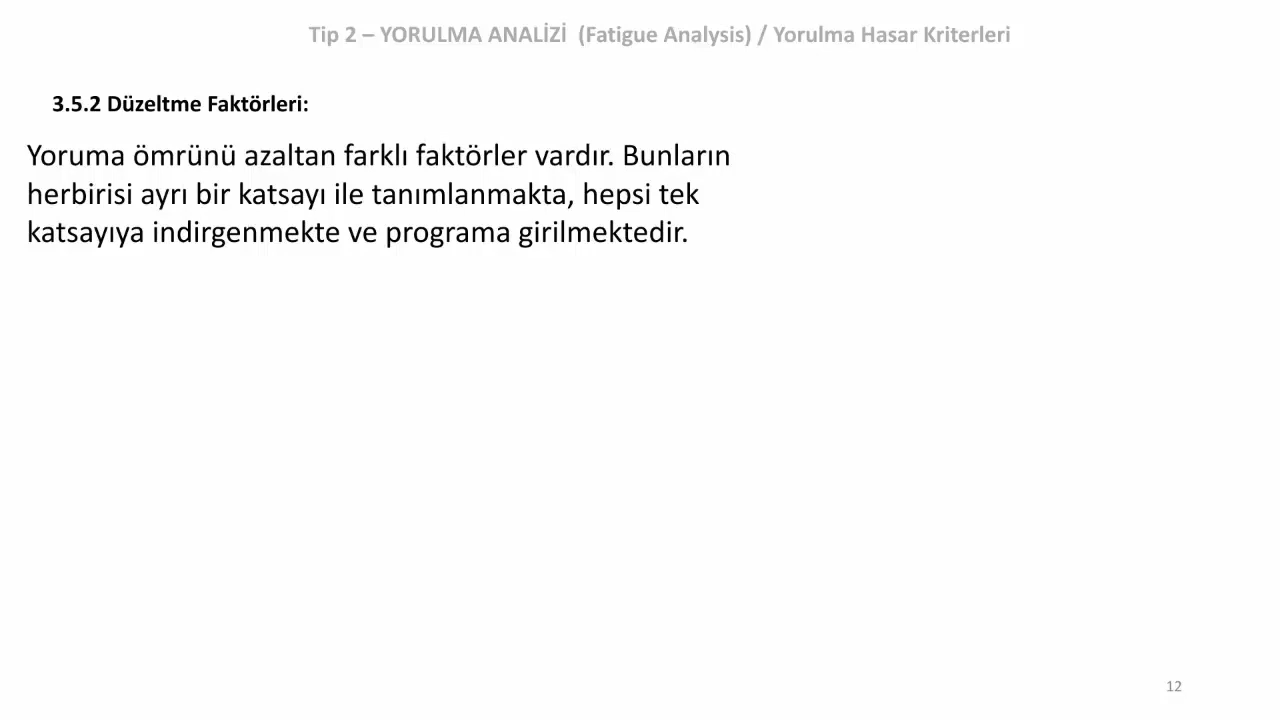 Tip 2 – YORULMA ANALİZİ  (Fatigue Analysis) / Yorulma Hasar Kriterleri
3.5.2 Düzeltme Faktörleri:
Yoruma ömrünü azaltan farklı faktörler vardır. Bunların
herbirisi ayrı bir katsayı ile tanımlanmakta, hepsi tek
katsayıya indirgenmekte ve programa girilmektedir.
12